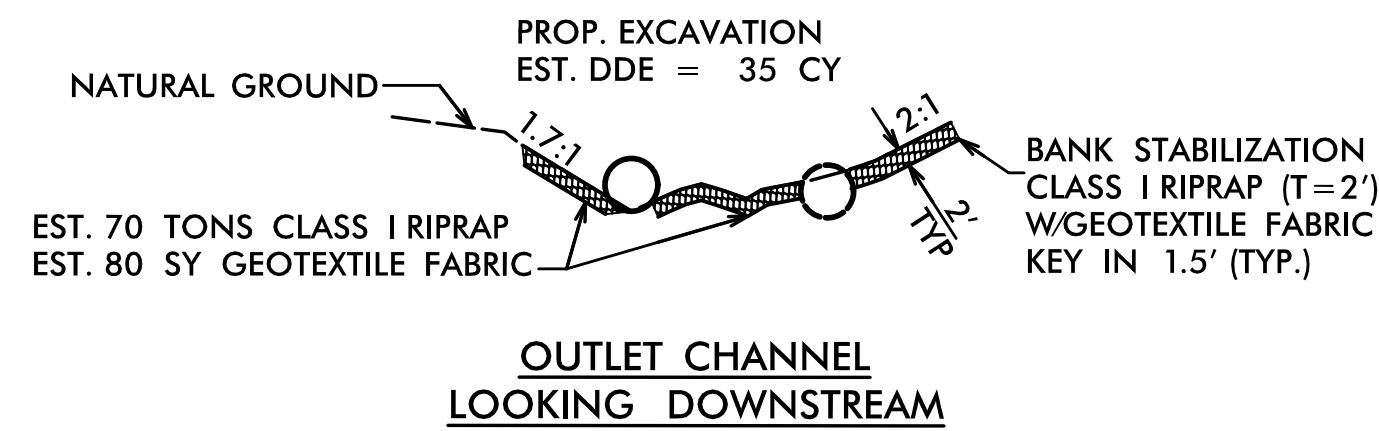 PROP. EXCAVATION
EST. DDE = 35 CY
NATURAL GROUND
1.7:1
2:1
BANK STABILIZATION
CLASS I RIPRAP (T=2')
W/GEOTEXTILE FABRIC
KEY IN 1.5' (TYP.)
2'
TYP
EST. 70 TONS CLASS I RIPRAP
EST. 80 SY GEOTEXTILE FABRIC
OUTLET CHANNEL
LOOKING DOWNSTREAM